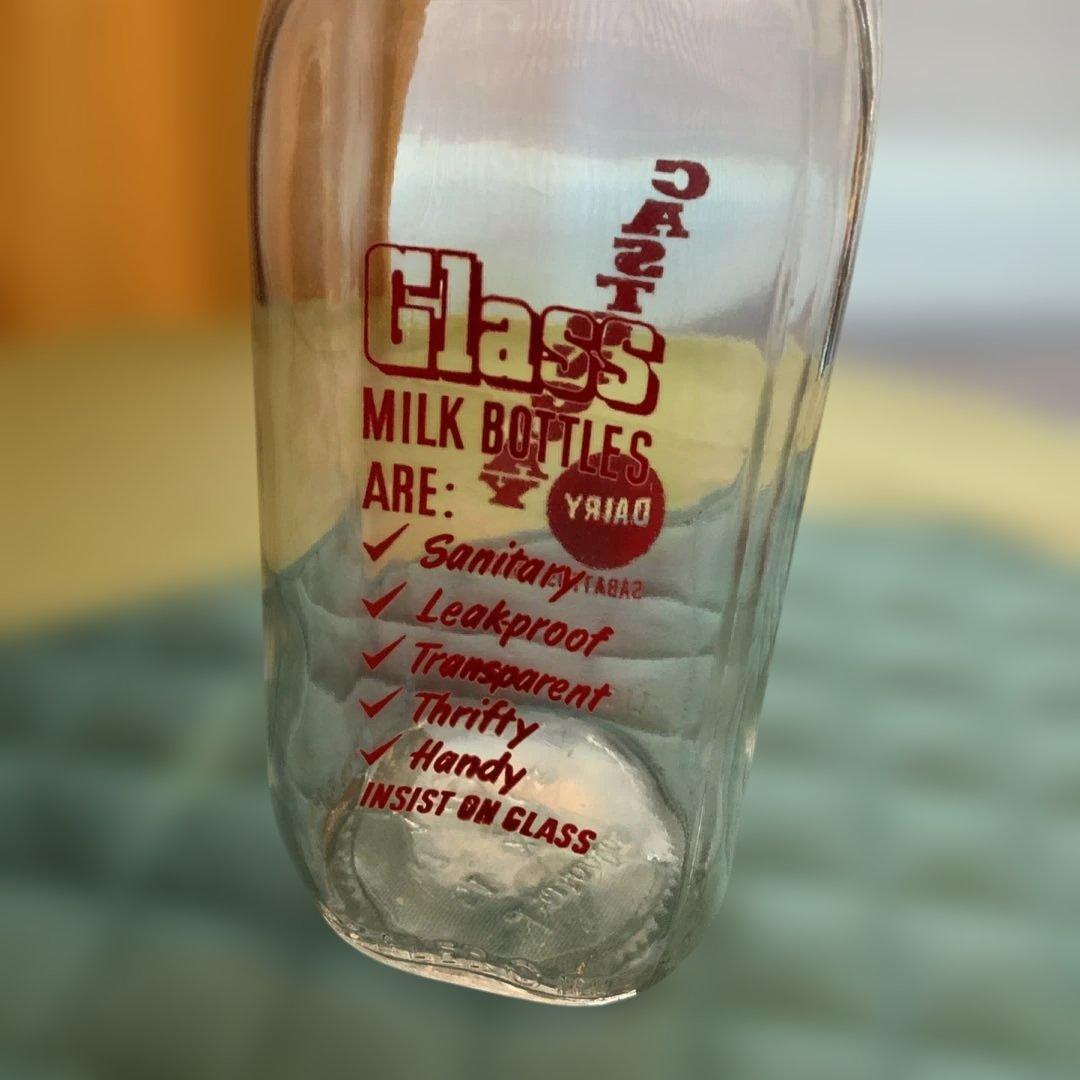 Glass
MILK BOTTLES
ARE:
✓ Sanitary
✓ Leakproof
✓ Transparent
✓ Thrifty
✓ Handy
INSIST ON GLASS
DAIRY